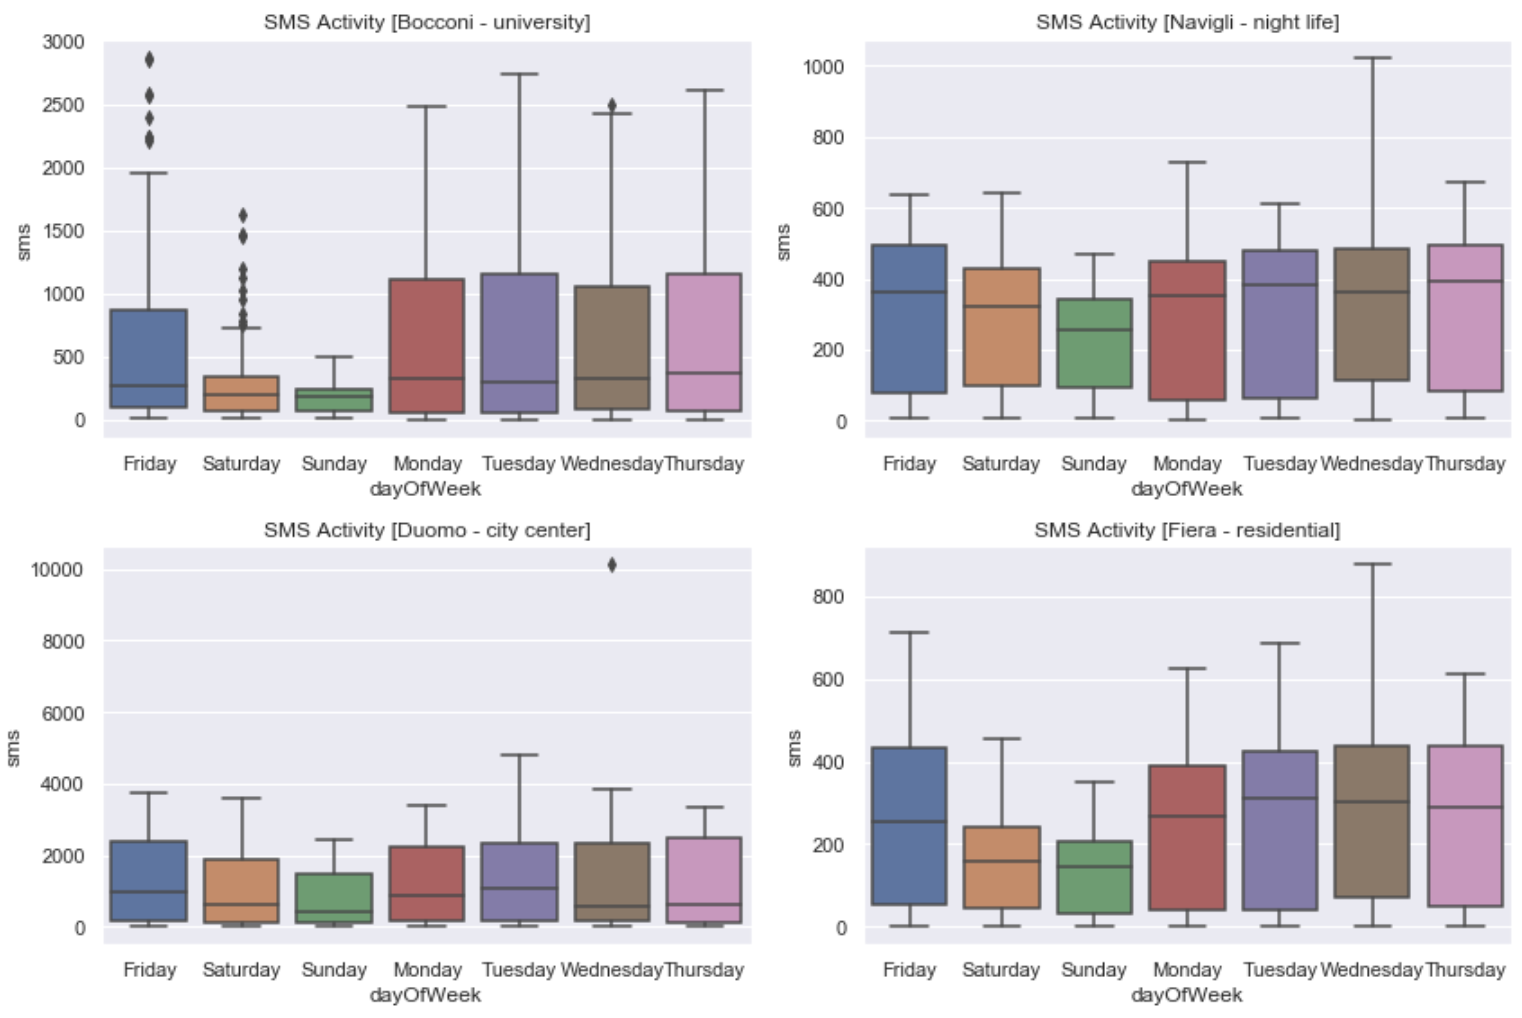 SMS Activity [Bocconi - university]
3000
2500
2000
1500
1000
500
0
sms
Friday Saturday Sunday Monday Tuesday Wednesday Thursday
dayOfWeek
SMS Activity [Navigli - night life]
1000
800
600
400
200
0
sms
Friday Saturday Sunday Monday Tuesday Wednesday Thursday
dayOfWeek
SMS Activity [Duomo - city center]
10000
8000
6000
4000
2000
0
sms
Friday Saturday Sunday Monday Tuesday Wednesday Thursday
dayOfWeek
SMS Activity [Fiera - residential]
800
600
400
200
0
sms
Friday Saturday Sunday Monday Tuesday Wednesday Thursday
dayOfWeek